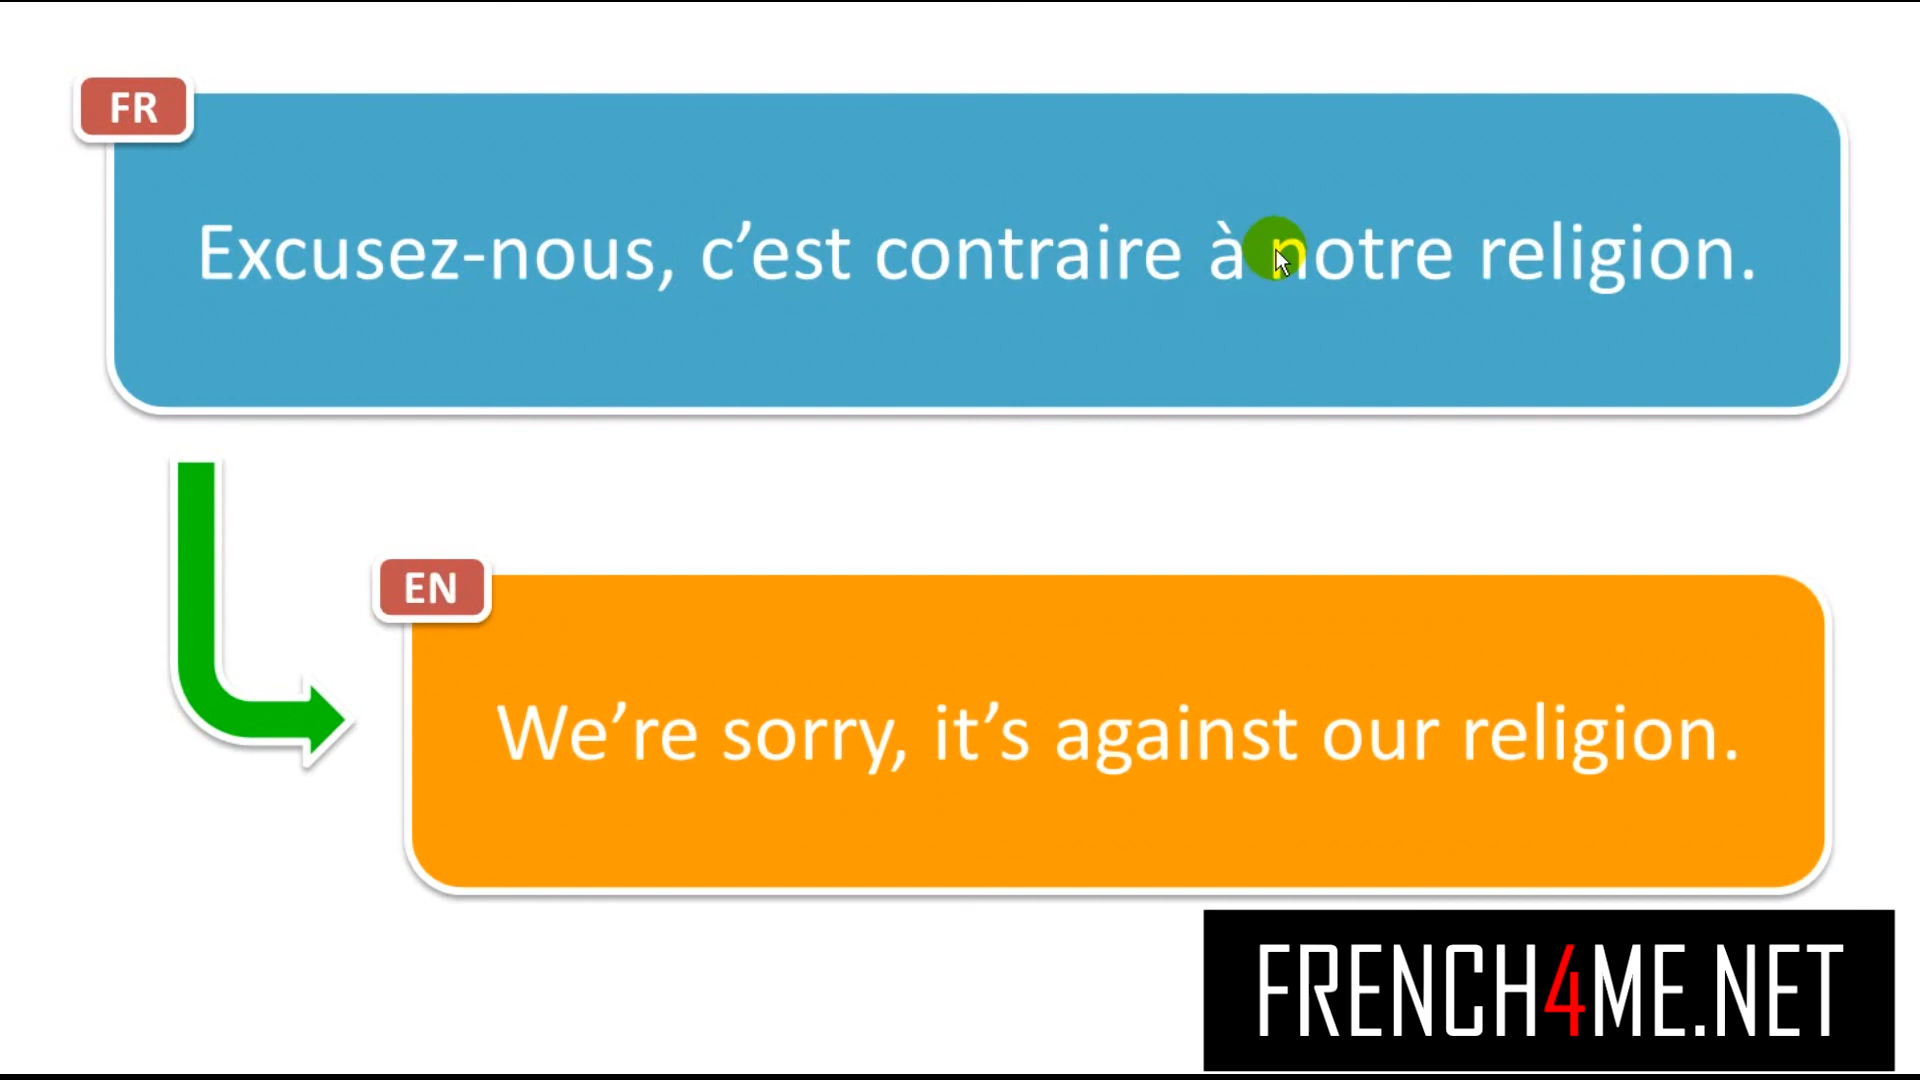 FR
Excusez-nous, c’est contraire à notre religion.
EN
We’re sorry, it’s against our religion.
FRENCH4ME.NET